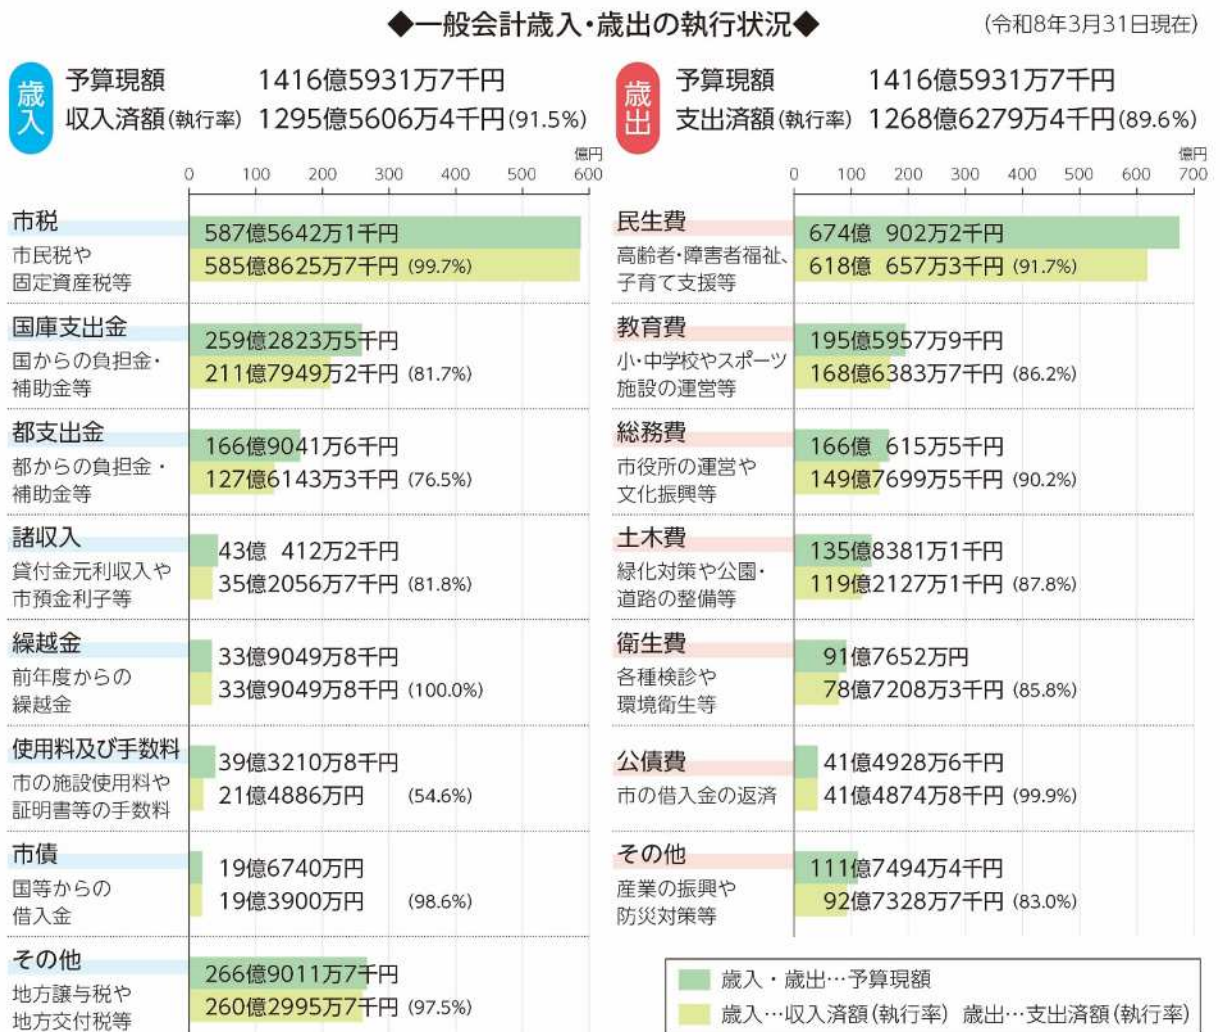 ◆一般会計歳入・歳出の執行状況◆
(令和8年3月31日現在)
歳入
予算現額 1416億5931万7千円
収入済額(執行率) 1295億5606万4千円(91.5%)
億円
0 100 200 300 400 500 600
市税
市民税や
固定資産税等
587億5642万1千円
585億8625万7千円 (99.7%)
国庫支出金
国からの負担金・
補助金等
259億2823万5千円
211億7949万2千円 (81.7%)
都支出金
都からの負担金・
補助金等
166億9041万6千円
127億6143万3千円 (76.5%)
諸収入
貸付金元利収入や
市預金利子等
43億 412万2千円
35億2056万7千円 (81.8%)
繰越金
前年度からの
繰越金
33億9049万8千円
33億9049万8千円 (100.0%)
使用料及び手数料
市の施設使用料や
証明書等の手数料
39億3210万8千円
21億4886万円 (54.6%)
市債
国等からの
借入金
19億6740万円
19億3900万円 (98.6%)
その他
地方譲与税や
地方交付税等
266億9011万7千円
260億2995万7千円 (97.5%)
歳出
予算現額 1416億5931万7千円
支出済額(執行率) 1268億6279万4千円(89.6%)
億円
0 100 200 300 400 500 600 700
民生費
高齢者・障害者福祉、
子育て支援等
674億 902万2千円
618億 657万3千円 (91.7%)
教育費
小・中学校やスポーツ
施設の運営等
195億5957万9千円
168億6383万7千円 (86.2%)
総務費
市役所の運営や
文化振興等
166億 615万5千円
149億7699万5千円 (90.2%)
土木費
緑化対策や公園・
道路の整備等
135億8381万1千円
119億2127万1千円 (87.8%)
衛生費
各種検診や
環境衛生等
91億7652万円
78億7208万3千円 (85.8%)
公債費
市の借入金の返済
41億4928万6千円
41億4874万8千円 (99.9%)
その他
産業の振興や
防災対策等
111億7494万4千円
92億7328万7千円 (83.0%)
歳入・歳出…予算現額
歳入…収入済額(執行率) 歳出…支出済額(執行率)